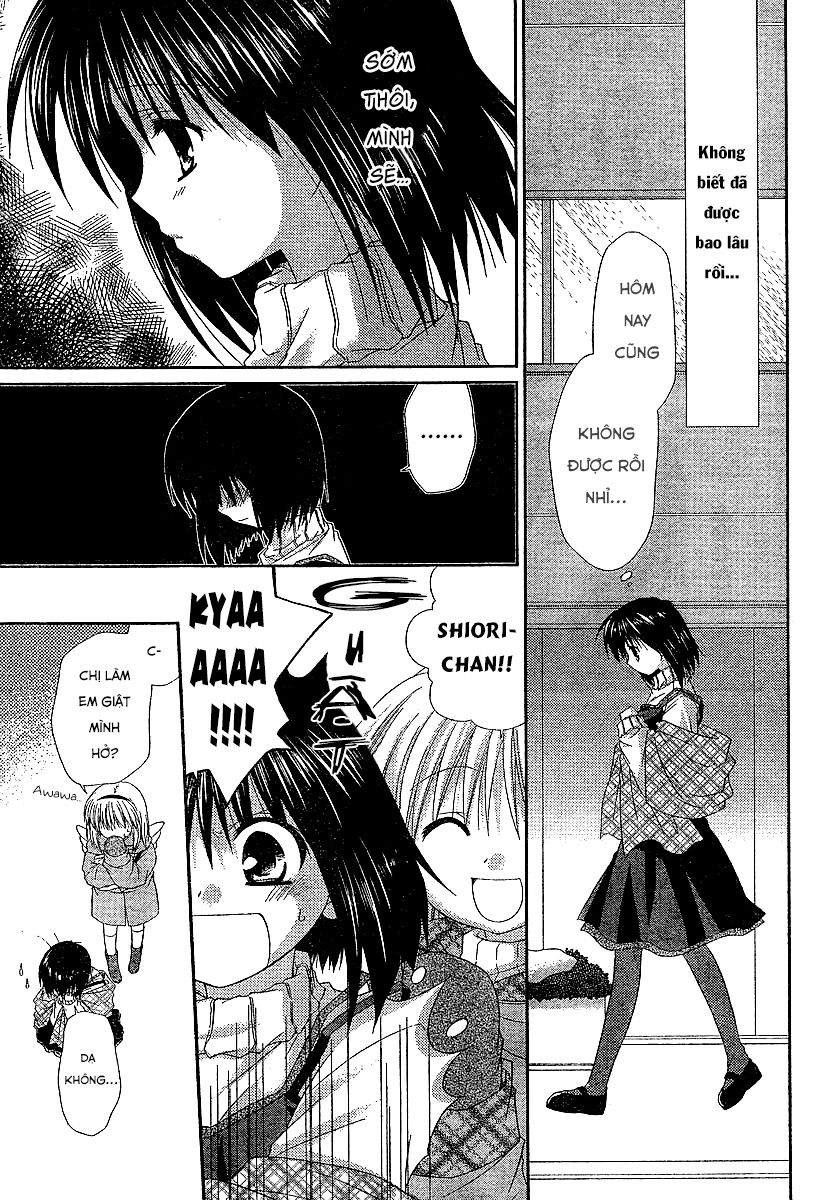 Không
biết đã
được
bao lâu
rồi...
HÔM
NAY
CŨNG
KHÔNG
ĐƯỢC RỒI
NHỈ...
SỚM
THÔI,
MÌNH
SẼ...
......
SHIORI-
CHAN!!
KYAA
AAAA
!!!!
C-
CHỊ LÀM
EM GIẬT
MÌNH
HỞ?
Awawa...
DẠ
KHÔNG...